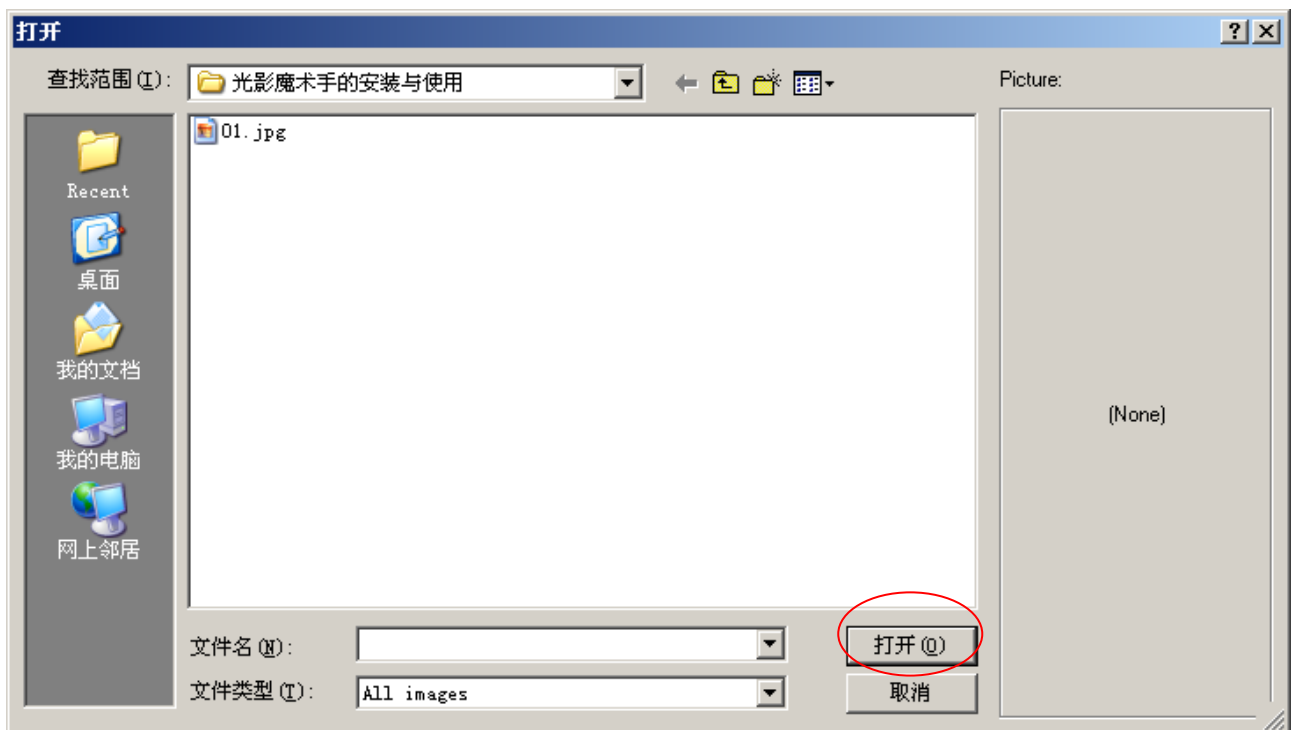 打开
查找范围(I): 光影魔术手的安装与使用 Picture:
01.jpg
Recent
桌面
我的文档
我的电脑
网上邻居
(None)
文件名(N): 打开(O)
文件类型(T): All images 取消